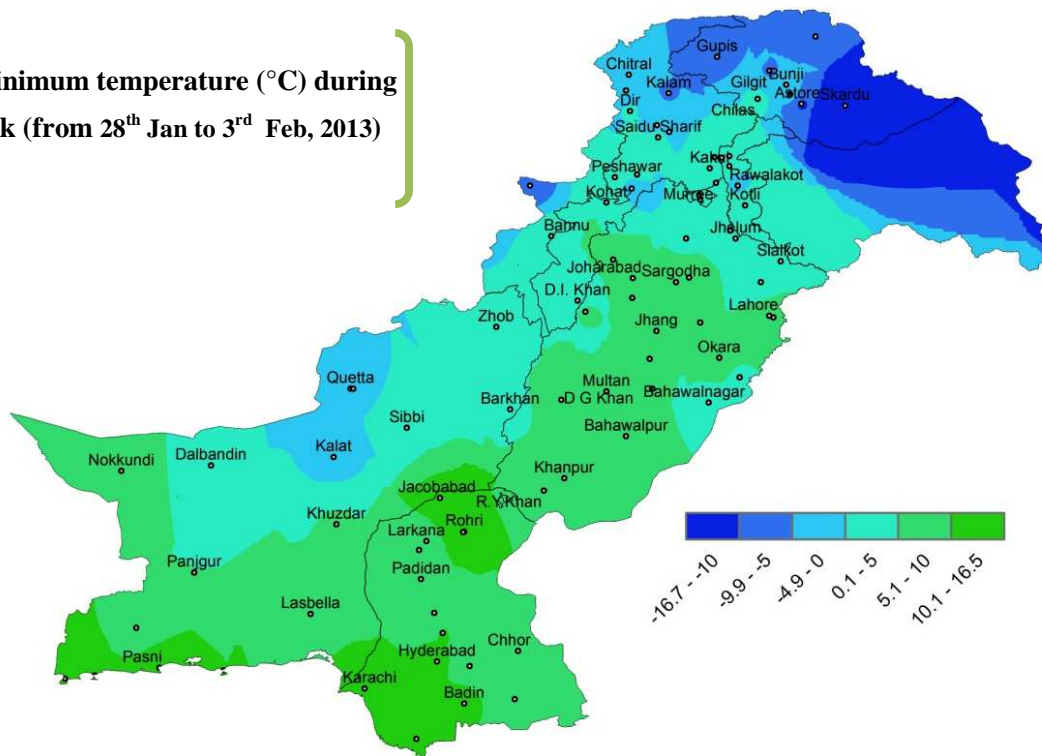 inimum temperature (°C) during
k (from 28th Jan to 3rd Feb, 2013)
Gupis
Chitral
Kalam
Gilgit
Bunji
Dir
Chilas
Astore
Skardu
Saidu Sharif
Peshawar
Rawalakot
Kohat
Murree
Kotli
Bannu
Jhelum
Sialkot
Joharabad
Sargodha
D.I. Khan
Lahore
Zhob
Jhang
Okara
Quetta
Multan
Bahawalnagar
Barkhan
D G Khan
Sibbi
Bahawalpur
Nokkundi
Dalbandin
Kalat
Khanpur
Jacobabad
R.Y.Khan
Khuzdar
Rohri
Larkana
Panjgur
Padidan
Lasbella
Chhor
Pasni
Hyderabad
Karachi
Badin
-16.7 - -10
-9.9 - -5
-4.9 - 0
0.1 - 5
5.1 - 10
10.1 - 16.5